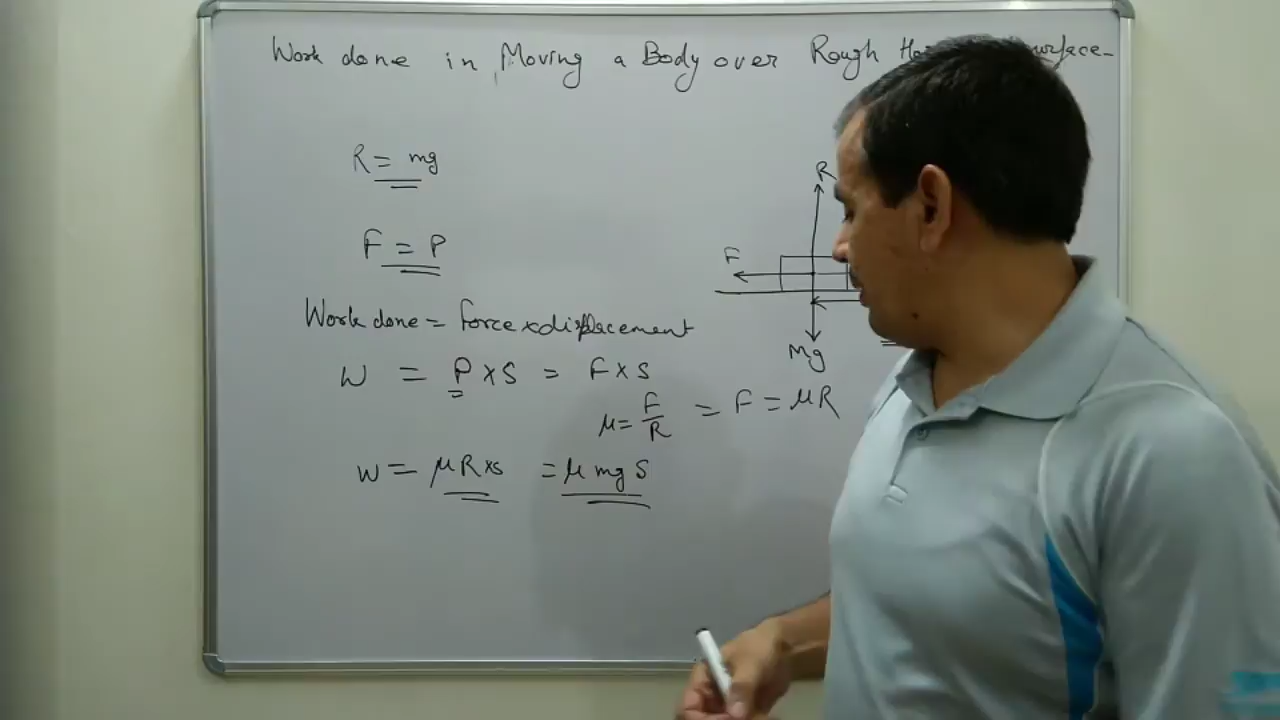 Work done in Moving a Body over Rough
R = mg
R
F = P
F
Work done = force x displacement
Mg
W = P x S = F x S
μ = F/R = F = μR
W = μR x s = μ mg S